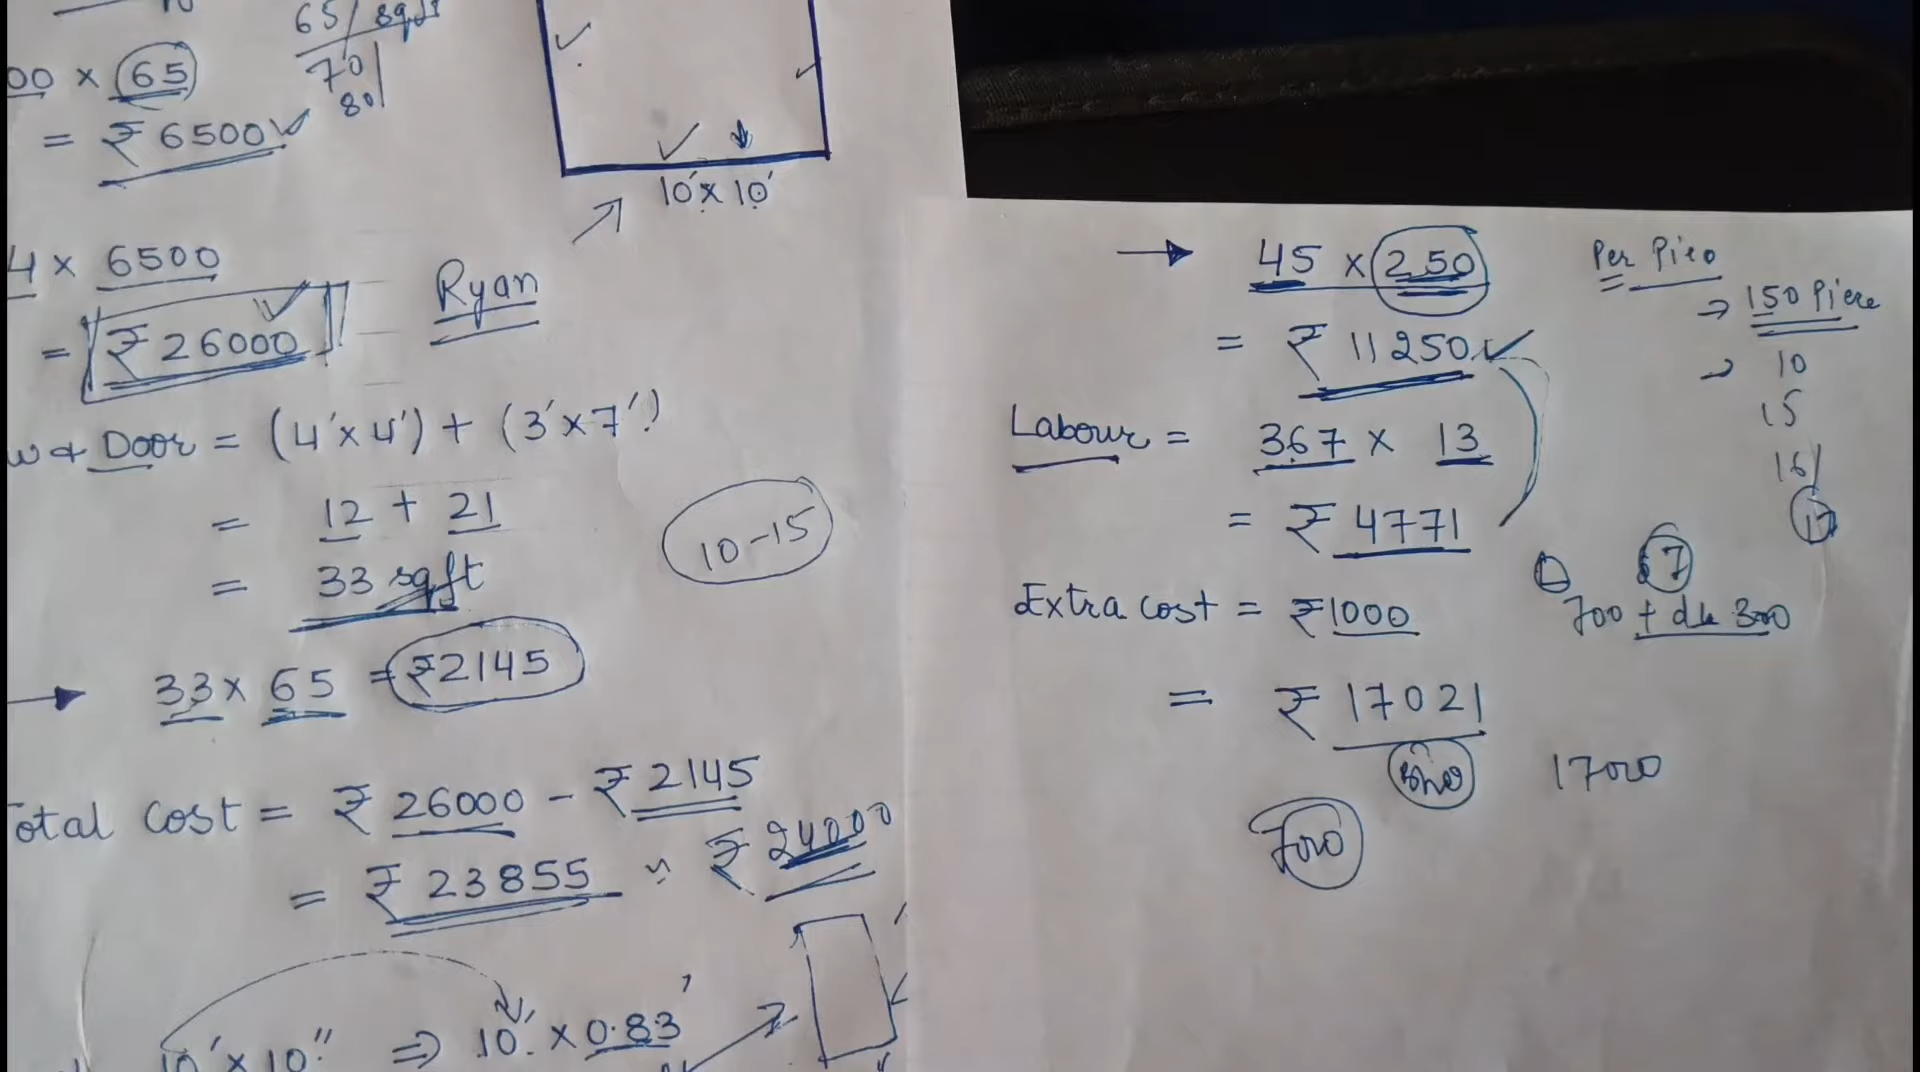 65/sqft
70/
80/
00 × 65
= ₹ 6500
10'× 10'
4 × 6500
= ₹ 26000
Ryan
w & Door = (4'×4') + (3'×7')
= 12 + 21
= 33 sqft
10-15
33 × 65 = ₹2145
Total Cost = ₹ 26000 - ₹ 2145
= ₹ 23855 ≈ ₹ 24000
10'×10" ⇒ 10' × 0.83'
45 × 250
= ₹ 11250
Labour = 367 × 13
= ₹ 4771
Extra Cost = ₹1000
= ₹ 17021
17000
7000
Per Piece
→ 150 Piece
→ 10
15
16/
17
67
700 + du 300